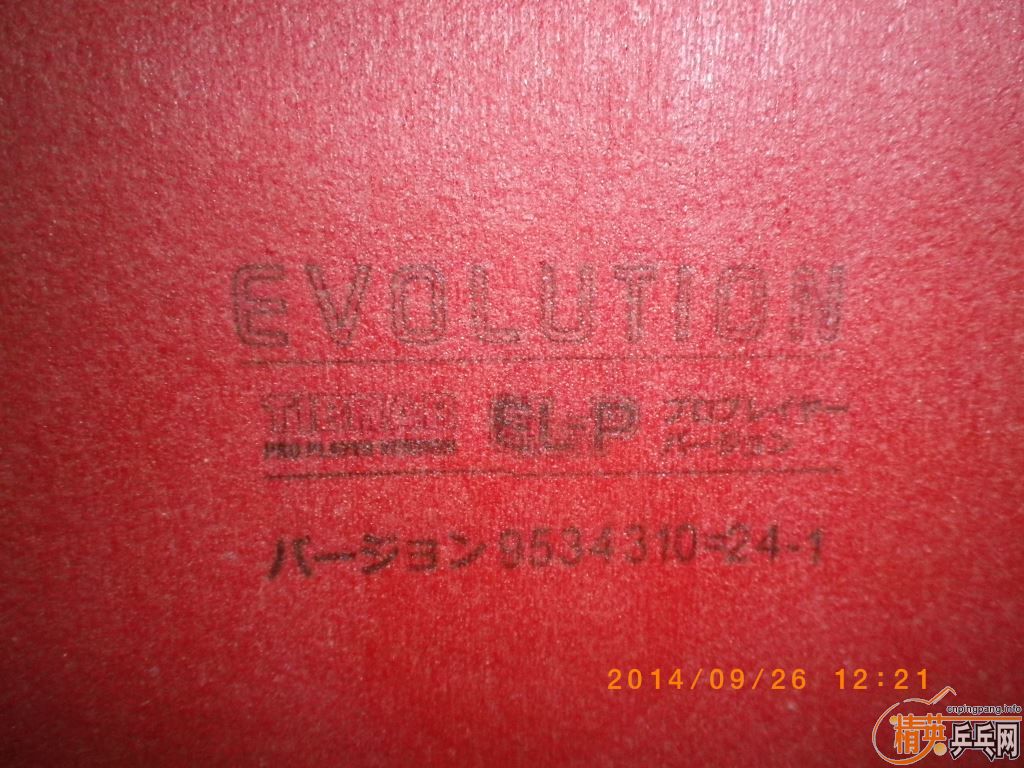 EVOLUTION
TIBHAR EL-P プロプレイヤー
PRO PLAYER VERSION バージョン
バージョン 9534310=24-1
2014/09/26 12:21
cnpingpang.info
精英乒乓网